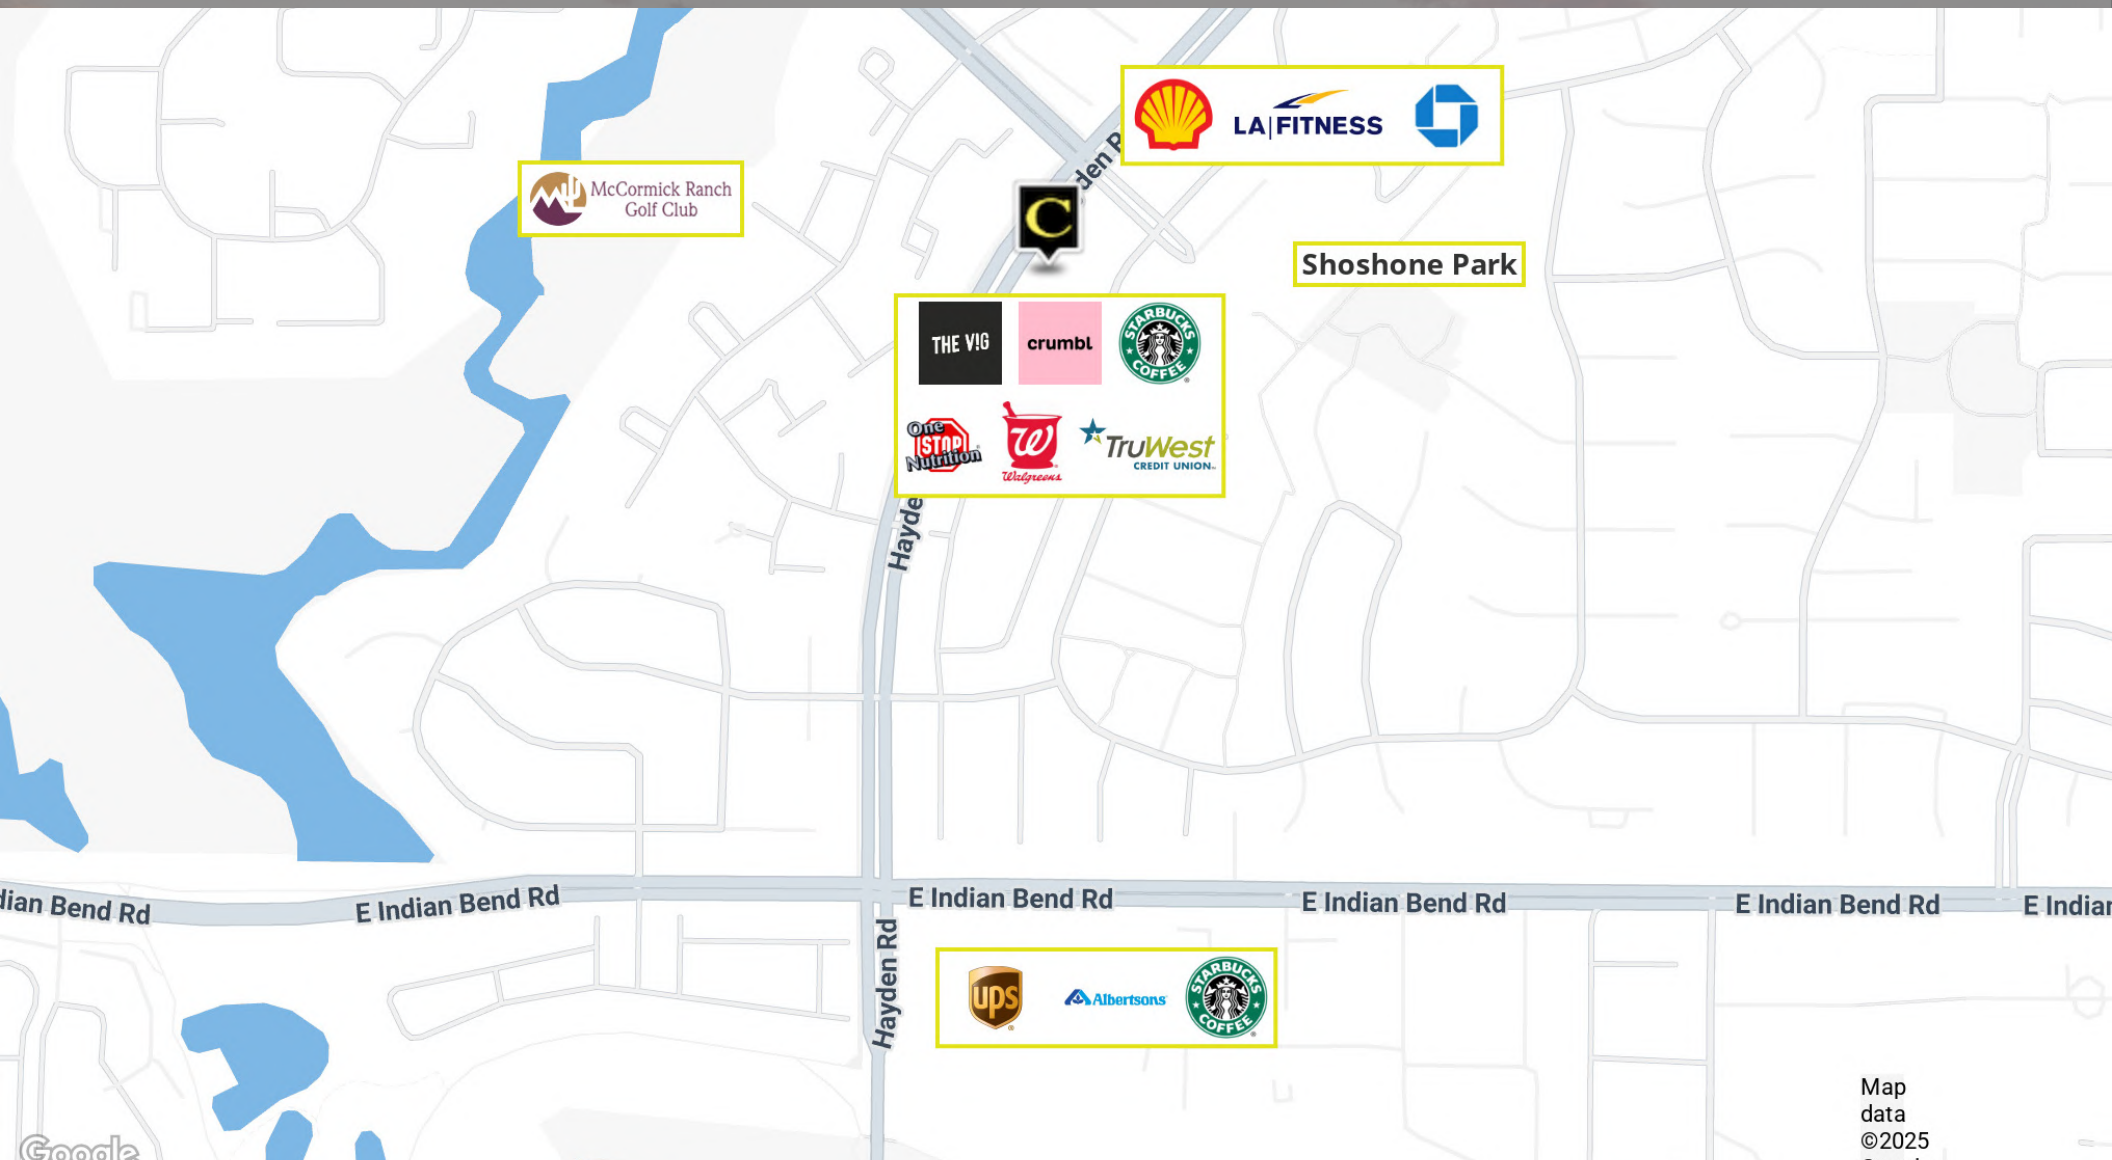 LA|FITNESS
den R
McCormick Ranch
Golf Club
C
Shoshone Park
THE V!G
crumbl
STARBUCKS
COFFEE
One
STOP
Nutrition
W
Walgreens
TruWest
CREDIT UNION
Hayde
dian Bend Rd
E Indian Bend Rd
E Indian Bend Rd
E Indian Bend Rd
E Indian Bend Rd
E Indian
Hayden Rd
ups
Albertsons
STARBUCKS
COFFEE
Map
data
©2025
Google